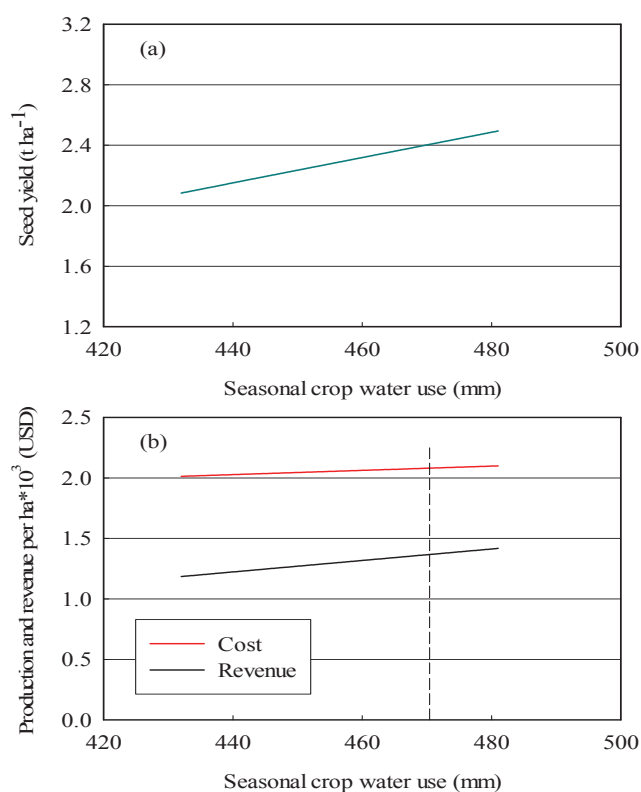 (a)
Seed yield (t ha⁻¹)
3.2
2.8
2.4
2.0
1.6
1.2
420 440 460 480 500
Seasonal crop water use (mm)
(b)
Production and revenue per ha*10³ (USD)
2.5
2.0
1.5
1.0
0.5
0.0
Cost
Revenue
420 440 460 480 500
Seasonal crop water use (mm)